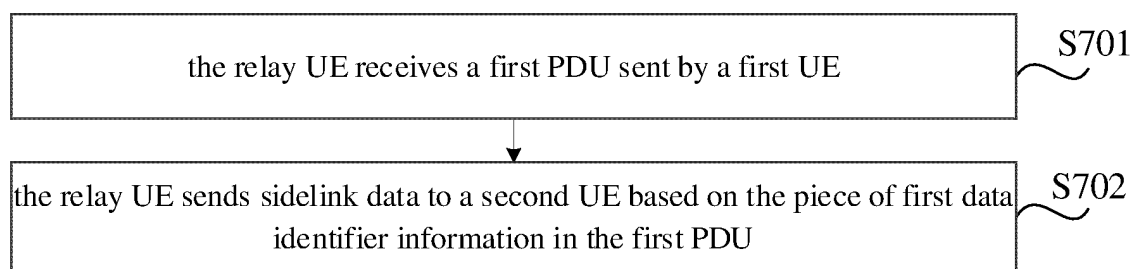 the relay UE receives a first PDU sent by a first UE
S701
the relay UE sends sidelink data to a second UE based on the piece of first data
identifier information in the first PDU
S702